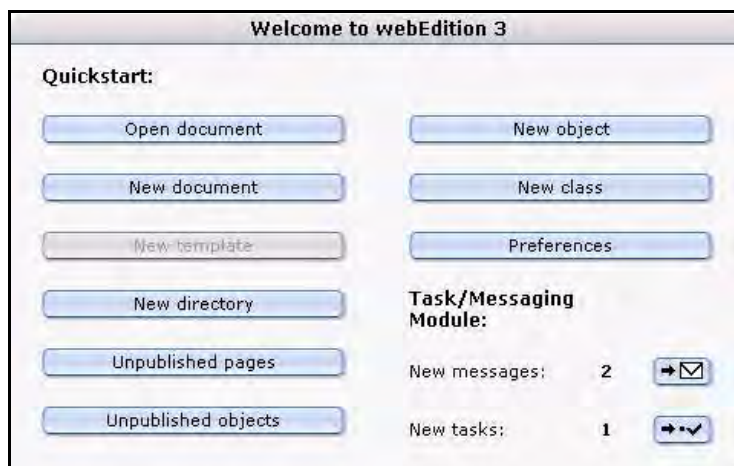 Welcome to webEdition 3
Quickstart:
Open document
New document
New template
New directory
Unpublished pages
Unpublished objects
New object
New class
Preferences
Task/Messaging
Module:
New messages: 2
New tasks: 1